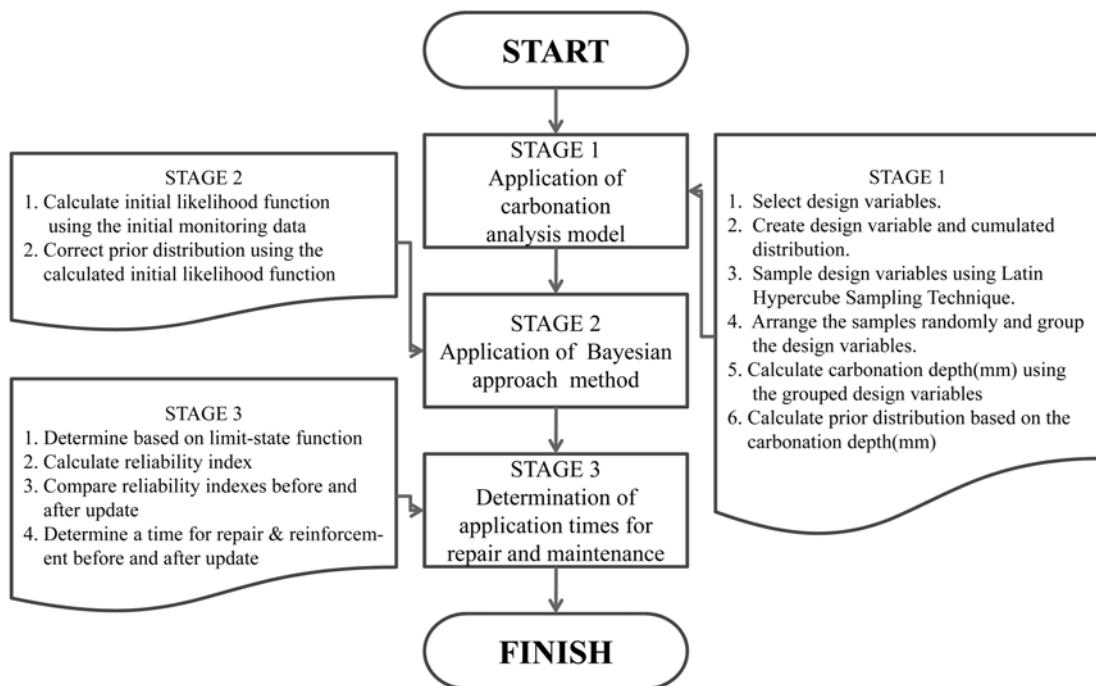 START
STAGE 1
Application of
carbonation
analysis model
STAGE 2
Application of Bayesian
approach method
STAGE 3
Determination of
application times for
repair and maintenance
FINISH
STAGE 2
1. Calculate initial likelihood function
using the initial monitoring data
2. Correct prior distribution using the
calculated initial likelihood function
STAGE 3
1. Determine based on limit-state function
2. Calculate reliability index
3. Compare reliability indexes before and
after update
4. Determine a time for repair & reinforcem-
ent before and after update
STAGE 1
1. Select design variables.
2. Create design variable and cumulated
distribution.
3. Sample design variables using Latin
Hypercube Sampling Technique.
4. Arrange the samples randomly and group
the design variables.
5. Calculate carbonation depth(mm) using
the grouped design variables
6. Calculate prior distribution based on the
carbonation depth(mm)